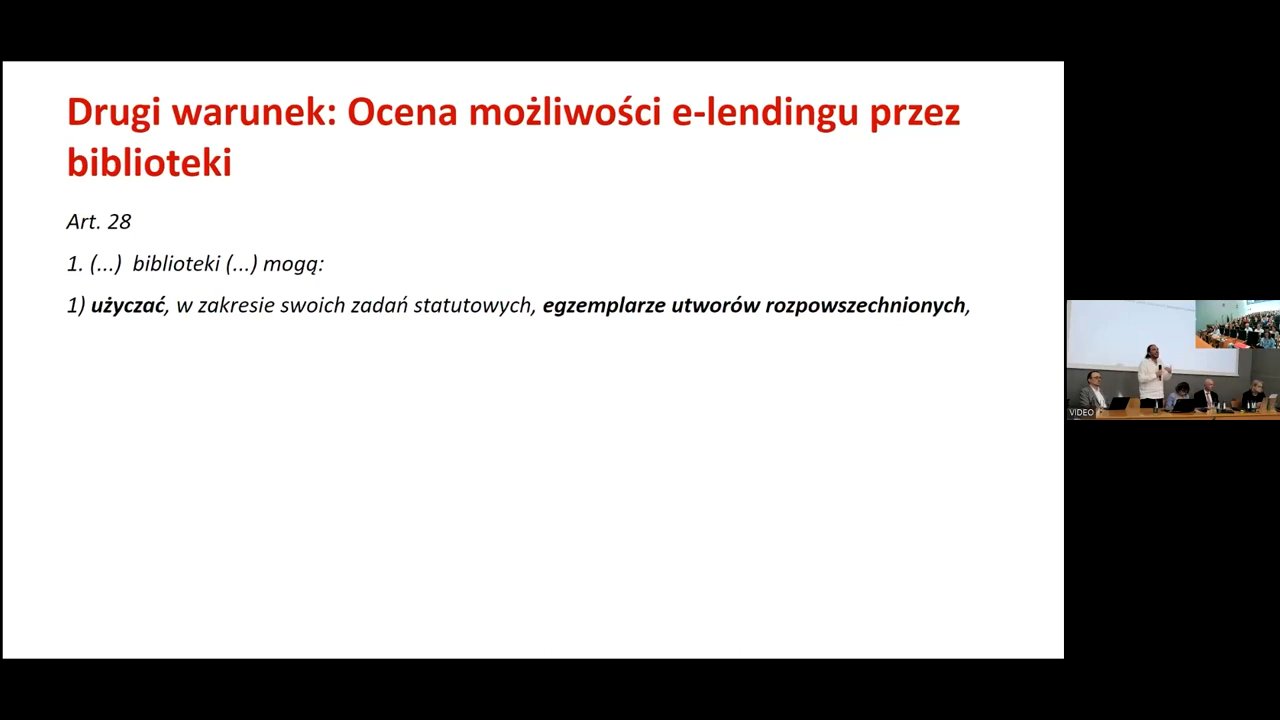 Drugi warunek: Ocena możliwości e-lendingu przez
biblioteki
Art. 28
1. (...) biblioteki (...) mogą:
1) użyczać, w zakresie swoich zadań statutowych, egzemplarze utworów rozpowszechnionych,
VIDEO